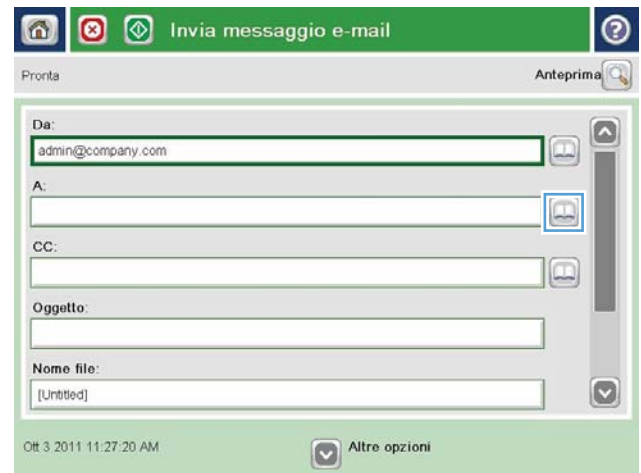 Invia messaggio e-mail
Pronta Anteprima
Da:
admin@company.com
A:
CC:
Oggetto:
Nome file:
[Untitled]
Ott 3 2011 11:27:20 AM Altre opzioni